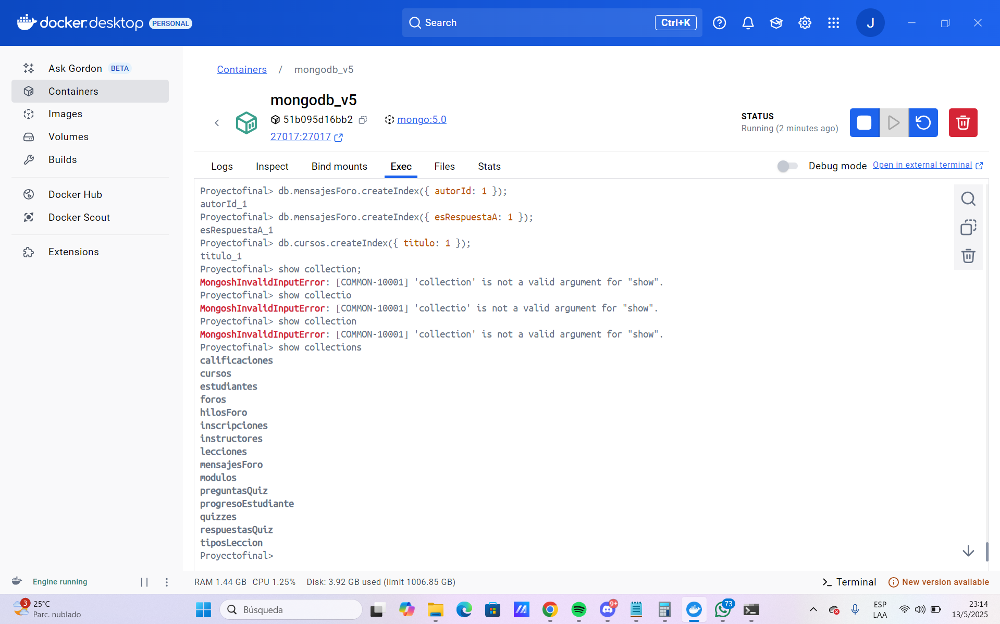 docker desktop PERSONAL
Search
Ctrl+K
J
Ask Gordon BETA
Containers
Images
Volumes
Builds
Docker Hub
Docker Scout
Extensions
Containers / mongodb_v5
mongodb_v5
51b095d16bb2
mongo:5.0
27017:27017
STATUS
Running (2 minutes ago)
Logs
Inspect
Bind mounts
Exec
Files
Stats
Debug mode
Open in external terminal
Proyectofinal> db.mensajesForo.createIndex({ autorId: 1 });
autorId_1
Proyectofinal> db.mensajesForo.createIndex({ esRespuestaA: 1 });
esRespuestaA_1
Proyectofinal> db.cursos.createIndex({ titulo: 1 });
titulo_1
Proyectofinal> show collection;
MongoshInvalidInputError: [COMMON-10001] 'collection' is not a valid argument for "show".
Proyectofinal> show collectio
MongoshInvalidInputError: [COMMON-10001] 'collectio' is not a valid argument for "show".
Proyectofinal> show collection
MongoshInvalidInputError: [COMMON-10001] 'collection' is not a valid argument for "show".
Proyectofinal> show collections
calificaciones
cursos
estudiantes
foros
hilosForo
inscripciones
instructores
lecciones
mensajesForo
modulos
preguntasQuiz
progresoEstudiante
quizzes
respuestasQuiz
tiposLeccion
Proyectofinal>
Engine running
RAM 1.44 GB CPU 1.25% Disk: 3.92 GB used (limit 1006.85 GB)
Terminal
New version available
3
25°C
Parc. nublado
Búsqueda
9+
73
ESP
LAA
23:14
13/5/2025